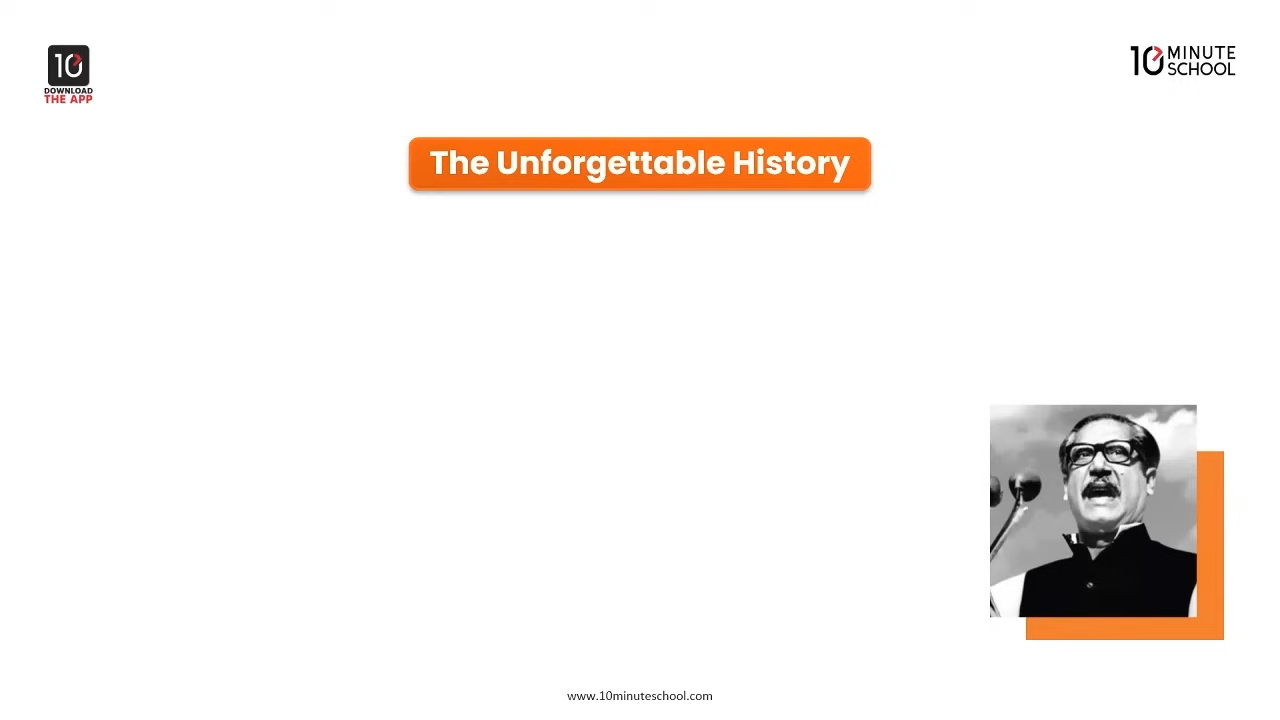 10
DOWNLOAD
THE APP
10 MINUTE
SCHOOL
The Unforgettable History
www.10minuteschool.com